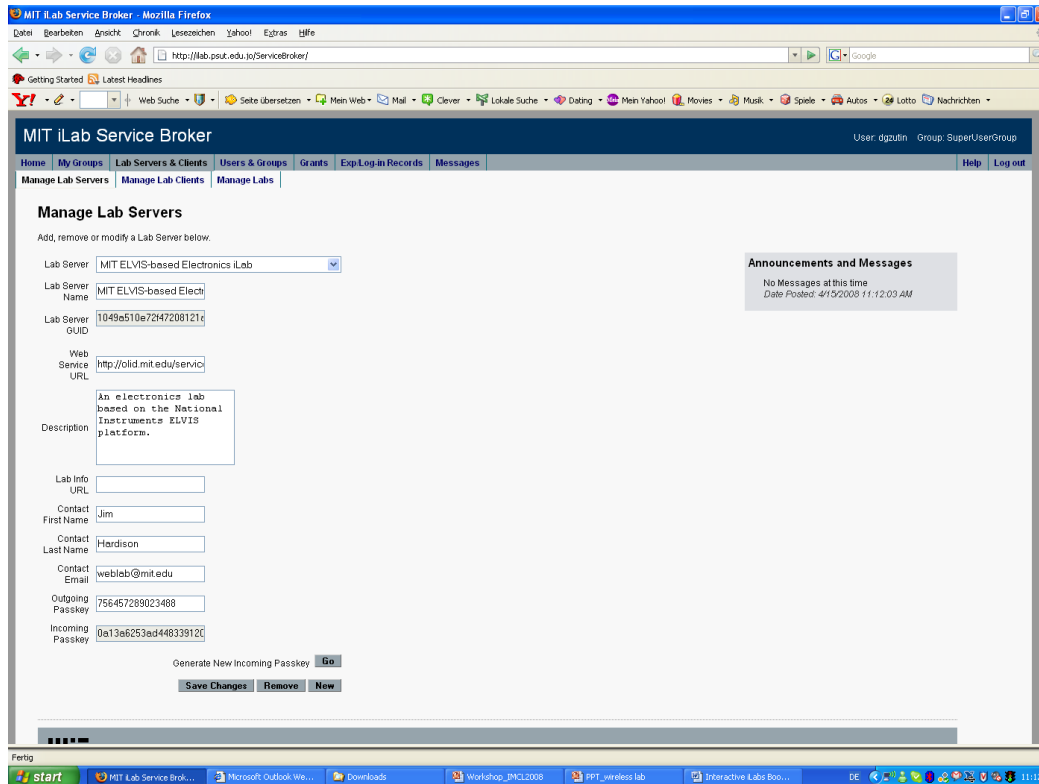 MIT iLab Service Broker - Mozilla Firefox
Datei Bearbeiten Ansicht Chronik Lesezeichen Yahoo! Extras Hilfe
http://ilab.psut.edu.jo/ServiceBroker/ Google
Getting Started Latest Headlines
Y! Web Suche Seite übersetzen Mein Web Mail Clever Lokale Suche Dating Mein Yahoo! Movies Musik Spiele Autos Lotto Nachrichten
MIT iLab Service Broker User: dgzutin Group: SuperUserGroup
Home My Groups Lab Servers & Clients Users & Groups Grants Exp/Log-in Records Messages Help Log out
Manage Lab Servers Manage Lab Clients Manage Labs
Manage Lab Servers
Add, remove or modify a Lab Server below.
Lab Server MIT ELVIS-based Electronics iLab
Lab Server Name MIT ELVIS-based Electr
Lab Server GUID 1049a510e72f47208121
Web Service URL http://olid.mit.edu/servic
Description
An electronics lab
based on the National
Instruments ELVIS
platform.
Lab Info URL
Contact First Name Jim
Contact Last Name Hardison
Contact Email weblab@mit.edu
Outgoing Passkey 756457289023488
Incoming Passkey 0a13a6253ad44833912
Generate New Incoming Passkey Go
Save Changes Remove New
Announcements and Messages
No Messages at this time
Date Posted: 4/15/2008 11:12:03 AM
Fertig
start MIT iLab Service Brok... Microsoft Outlook We... Downloads Workshop_IMCL2008 PPT_wireless lab Interactive iLabs Boo... DE 11:1